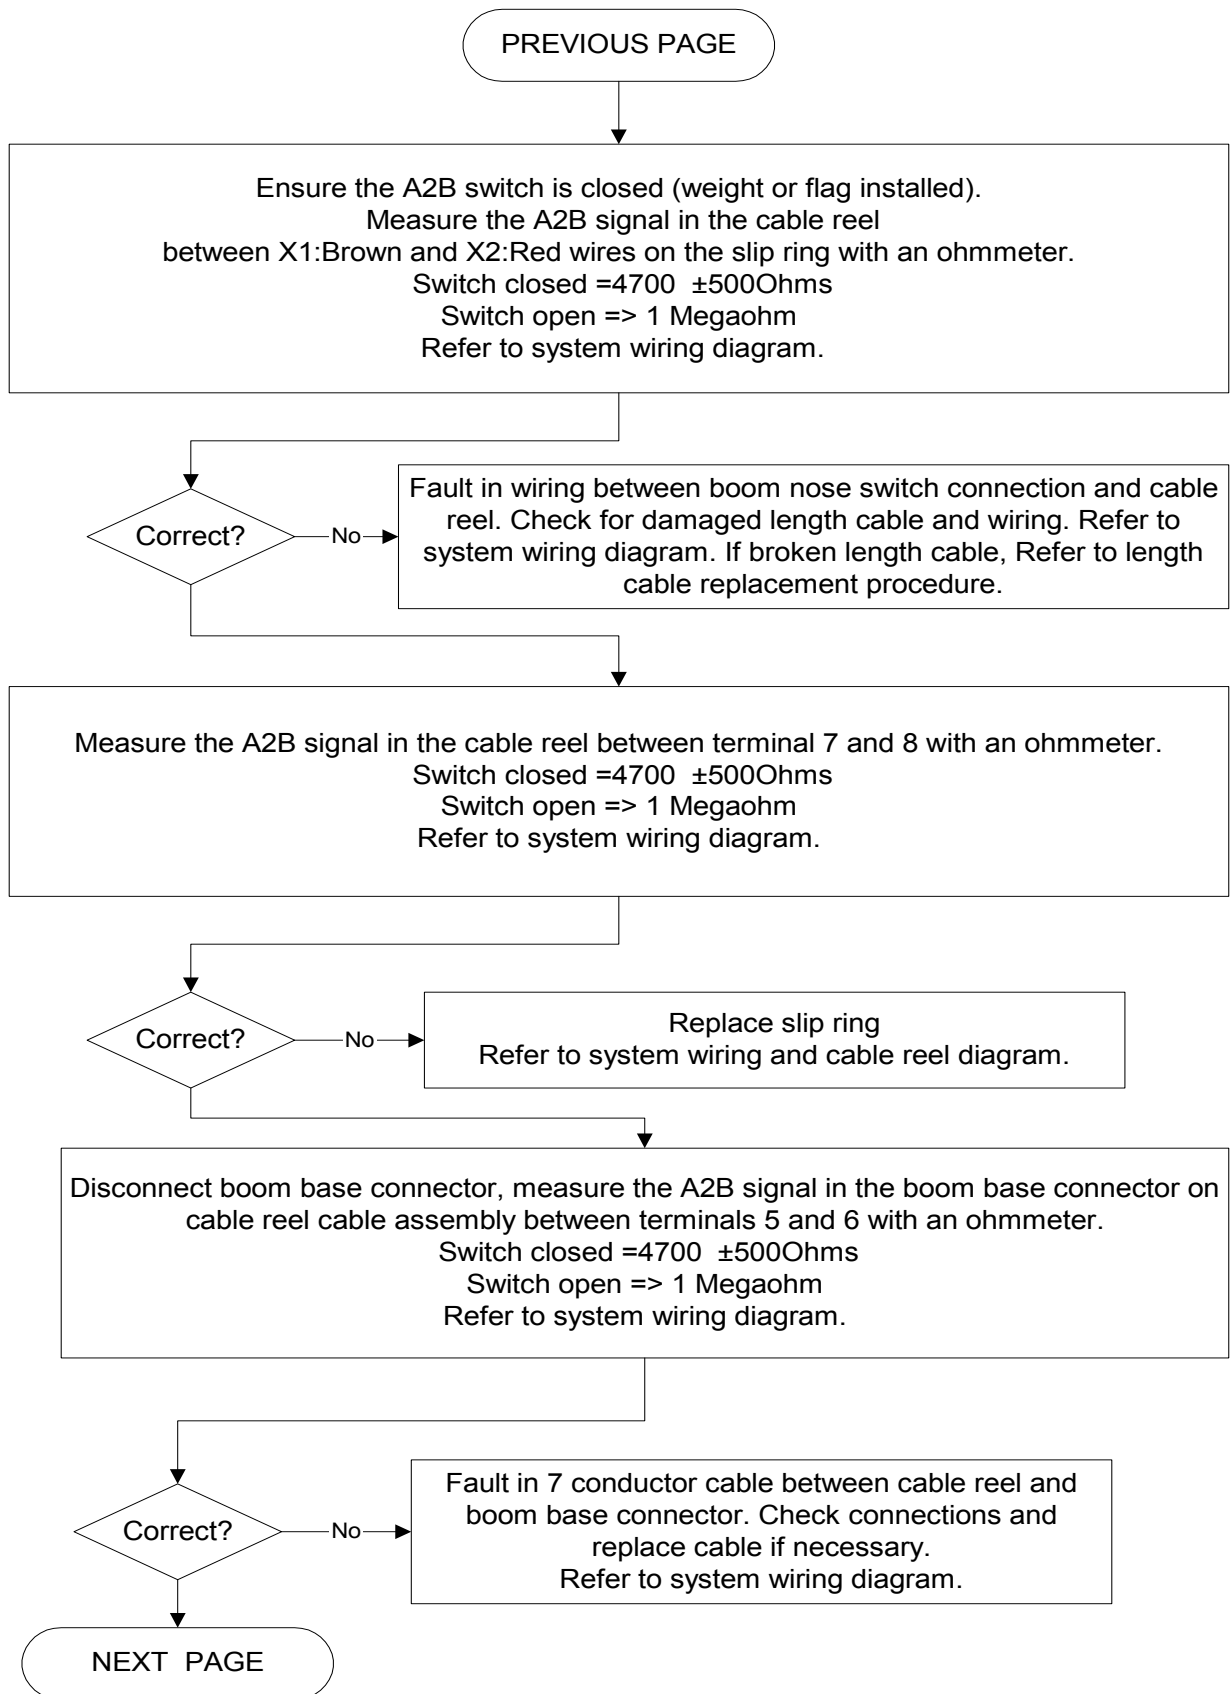 PREVIOUS PAGE
Ensure the A2B switch is closed (weight or flag installed).
Measure the A2B signal in the cable reel
between X1:Brown and X2:Red wires on the slip ring with an ohmmeter.
Switch closed =4700  ±500Ohms
Switch open => 1 Megaohm
Refer to system wiring diagram.
Correct?
No
Fault in wiring between boom nose switch connection and cable
reel. Check for damaged length cable and wiring. Refer to
system wiring diagram. If broken length cable, Refer to length
cable replacement procedure.
Measure the A2B signal in the cable reel between terminal 7 and 8 with an ohmmeter.
Switch closed =4700  ±500Ohms
Switch open => 1 Megaohm
Refer to system wiring diagram.
Correct?
No
Replace slip ring
Refer to system wiring and cable reel diagram.
Disconnect boom base connector, measure the A2B signal in the boom base connector on
cable reel cable assembly between terminals 5 and 6 with an ohmmeter.
Switch closed =4700  ±500Ohms
Switch open => 1 Megaohm
Refer to system wiring diagram.
Correct?
No
Fault in 7 conductor cable between cable reel and
boom base connector. Check connections and
replace cable if necessary.
Refer to system wiring diagram.
NEXT  PAGE